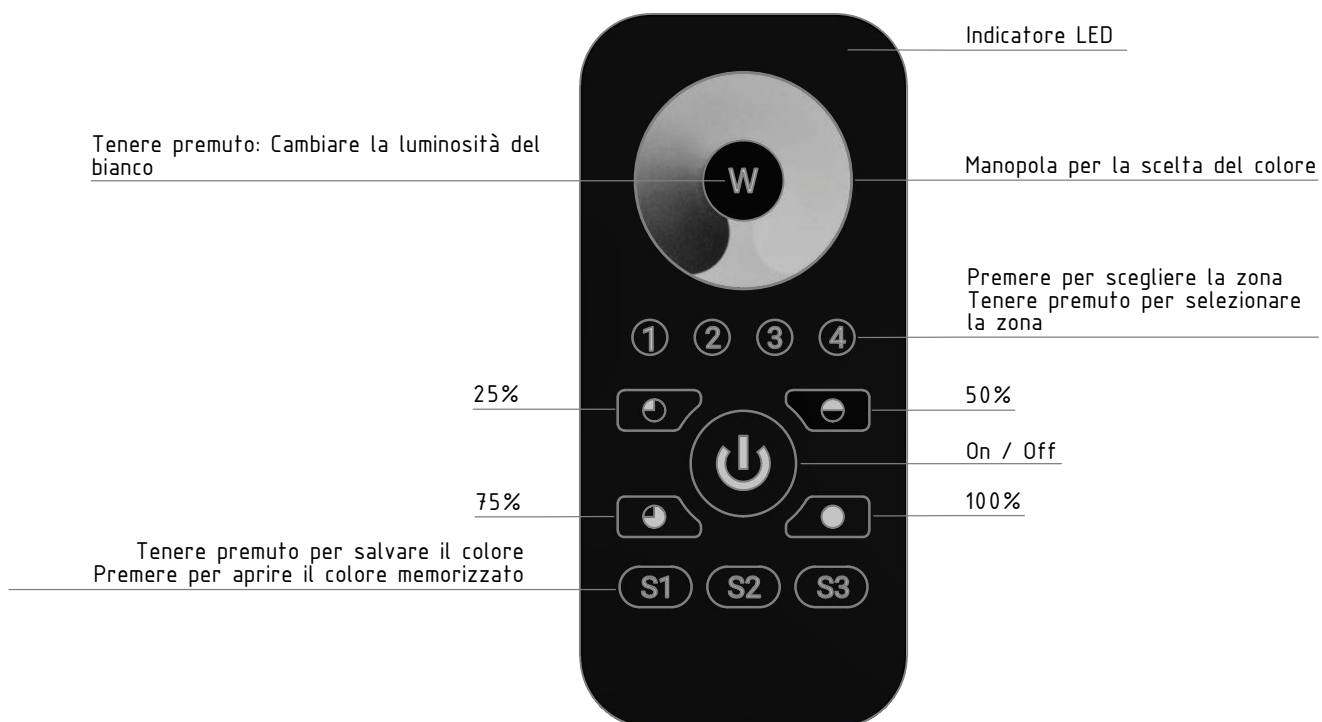 Indicatore LED
Tenere premuto: Cambiare la luminosità del
bianco
W
Manopola per la scelta del colore
Premere per scegliere la zona
Tenere premuto per selezionare
la zona
1 2 3 4
25%
50%
On / Off
75%
100%
Tenere premuto per salvare il colore
Premere per aprire il colore memorizzato
S1 S2 S3